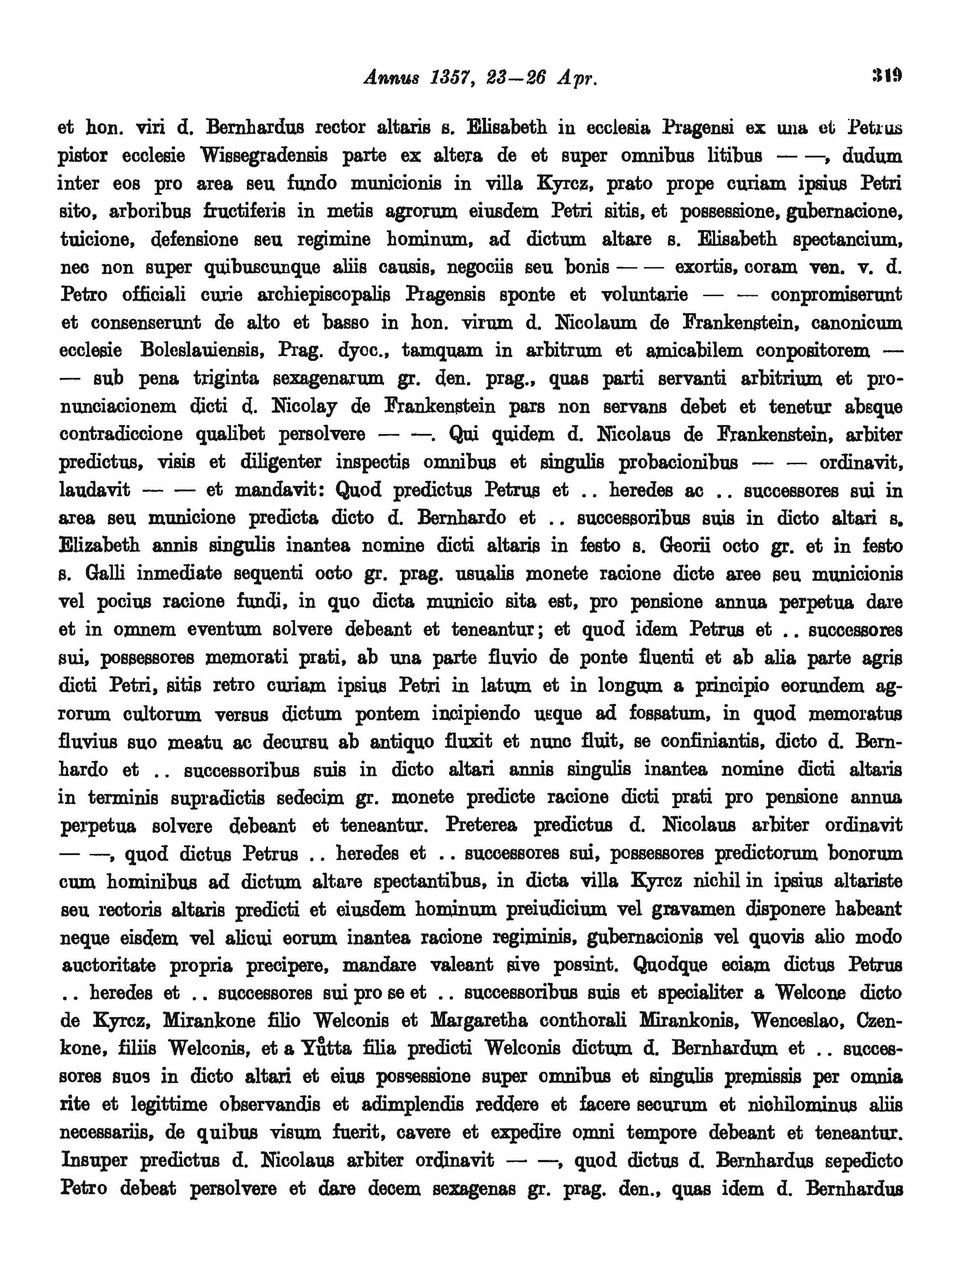 Annus 1357, 23—26 Apr. 319
et hon. viri d. Bernhardus rector altaris s. Elisabeth in ecclesia Pragensi ex una et Petrus
pistor ecclesie Wissegradensis parte ex altera de et super omnibus litibus — —, dudum
inter eos pro area seu fundo municionis in villa Kyrcz, prato prope curiam ipsius Petri
sito, arboribus fructiferis in metis agrorum eiusdem Petri sitis, et possessione, gubernacione,
tuicione, defensione seu regimine hominum, ad dictum altare s. Elisabeth spectancium,
nec non super quibuscunque aliis causis, negociis seu bonis — — exortis, coram ven. v. d.
Petro officiali curie archiepiscopalis Pragensis sponte et voluntarie — — conpromiserunt
et consenserunt de alto et basso in hon. virum d. Nicolaum de Frankenstein, canonicum
ecclesie Boleslauiensis, Prag. dyoc., tamquam in arbitrum et amicabilem conpositorem —
— sub pena triginta sexagenarum gr. den. prag., quas parti servanti arbitrium et pro-
nunciacionem dicti d. Nicolay de Frankenstein pars non servans debet et tenetur absque
contradiccione qualibet persolvere — —. Qui quidem d. Nicolaus de Frankenstein, arbiter
predictus, visis et diligenter inspectis omnibus et singulis probacionibus — — ordinavit,
laudavit — — et mandavit: Quod predictus Petrus et .. heredes ac .. successores sui in
area seu municione predicta dicto d. Bernhardo et .. successoribus suis in dicto altari s.
Elizabeth annis singulis inantea nomine dicti altaris in festo s. Georii octo gr. et in festo
s. Galli inmediate sequenti octo gr. prag. usualis monete racione dicte aree seu municionis
vel pocius racione fundi, in quo dicta municio sita est, pro pensione annua perpetua dare
et in omnem eventum solvere debeant et teneantur; et quod idem Petrus et .. successores
sui, possessores memorati prati, ab una parte fluvio de ponte fluenti et ab alia parte agris
dicti Petri, sitis retro curiam ipsius Petri in latum et in longum a principio eorundem ag-
rorum cultorum versus dictum pontem incipiendo usque ad fossatum, in quod memoratus
fluvius suo meatu ac decursu ab antiquo fluxit et nunc fluit, se confiniantis, dicto d. Bern-
hardo et .. successoribus suis in dicto altari annis singulis inantea nomine dicti altaris
in terminis supradictis sedecim gr. monete predicte racione dicti prati pro pensione annua
perpetua solvere debeant et teneantur. Preterea predictus d. Nicolaus arbiter ordinavit
— —, quod dictus Petrus .. heredes et .. successores sui, possessores predictorum bonorum
cum hominibus ad dictum altare spectantibus, in dicta villa Kyrcz nichil in ipsius altariste
seu rectoris altaris predicti et eiusdem hominum preiudicium vel gravamen disponere habeant
neque eisdem vel alicui eorum inantea racione regiminis, gubernacionis vel quovis alio modo
auctoritate propria precipere, mandare valeant sive possint. Quodque eciam dictus Petrus
.. heredes et .. successores sui pro se et .. successoribus suis et specialiter a Welcone dicto
de Kyrcz, Mirankone filio Welconis et Margaretha conthorali Mirankonis, Wenceslao, Czen-
kone, filiis Welconis, et a Yůtta filia predicti Welconis dictum d. Bernhardum et .. succes-
sores suos in dicto altari et eius possessione super omnibus et singulis premissis per omnia
rite et legittime observandis et adimplendis reddere et facere securum et nichilominus aliis
necessariis, de quibus visum fuerit, cavere et expedire omni tempore debeant et teneantur.
Insuper predictus d. Nicolaus arbiter ordinavit — —, quod dictus d. Bernhardus sepedicto
Petro debeat persolvere et dare decem sexagenas gr. prag. den., quas idem d. Bernhardus